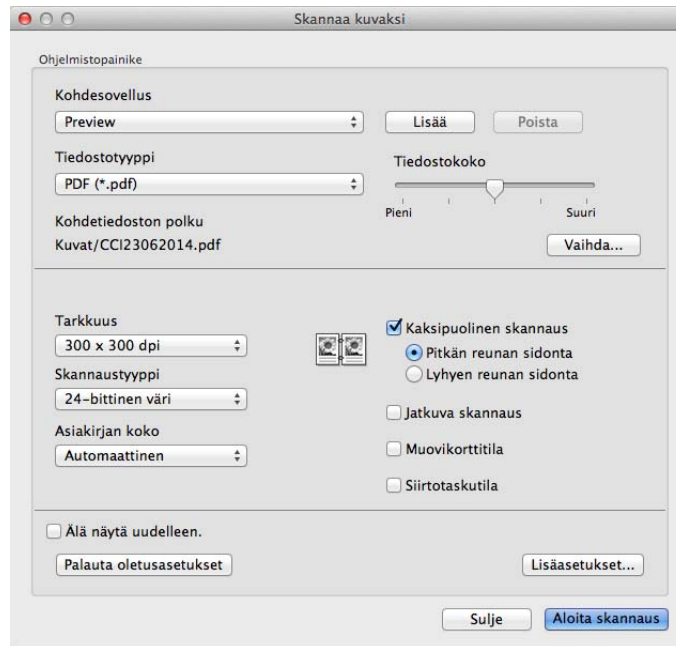 Skannaa kuvaksi
Ohjelmistopainike
Kohdesovellus
Preview
Lisää
Poista
Tiedostotyyppi
Tiedostokoko
PDF (*.pdf)
Pieni
Suuri
Kohdetiedoston polku
Kuvat/CCI23062014.pdf
Vaihda...
Tarkkuus
300 x 300 dpi
Kaksipuolinen skannaus
Pitkän reunan sidonta
Skannaustyyppi
Lyhyen reunan sidonta
24-bittinen väri
Jatkuva skannaus
Asiakirjan koko
Automaattinen
Muovikorttitila
Siirtotaskutila
Älä näytä uudelleen.
Palauta oletusasetukset
Lisäasetukset...
Sulje
Aloita skannaus